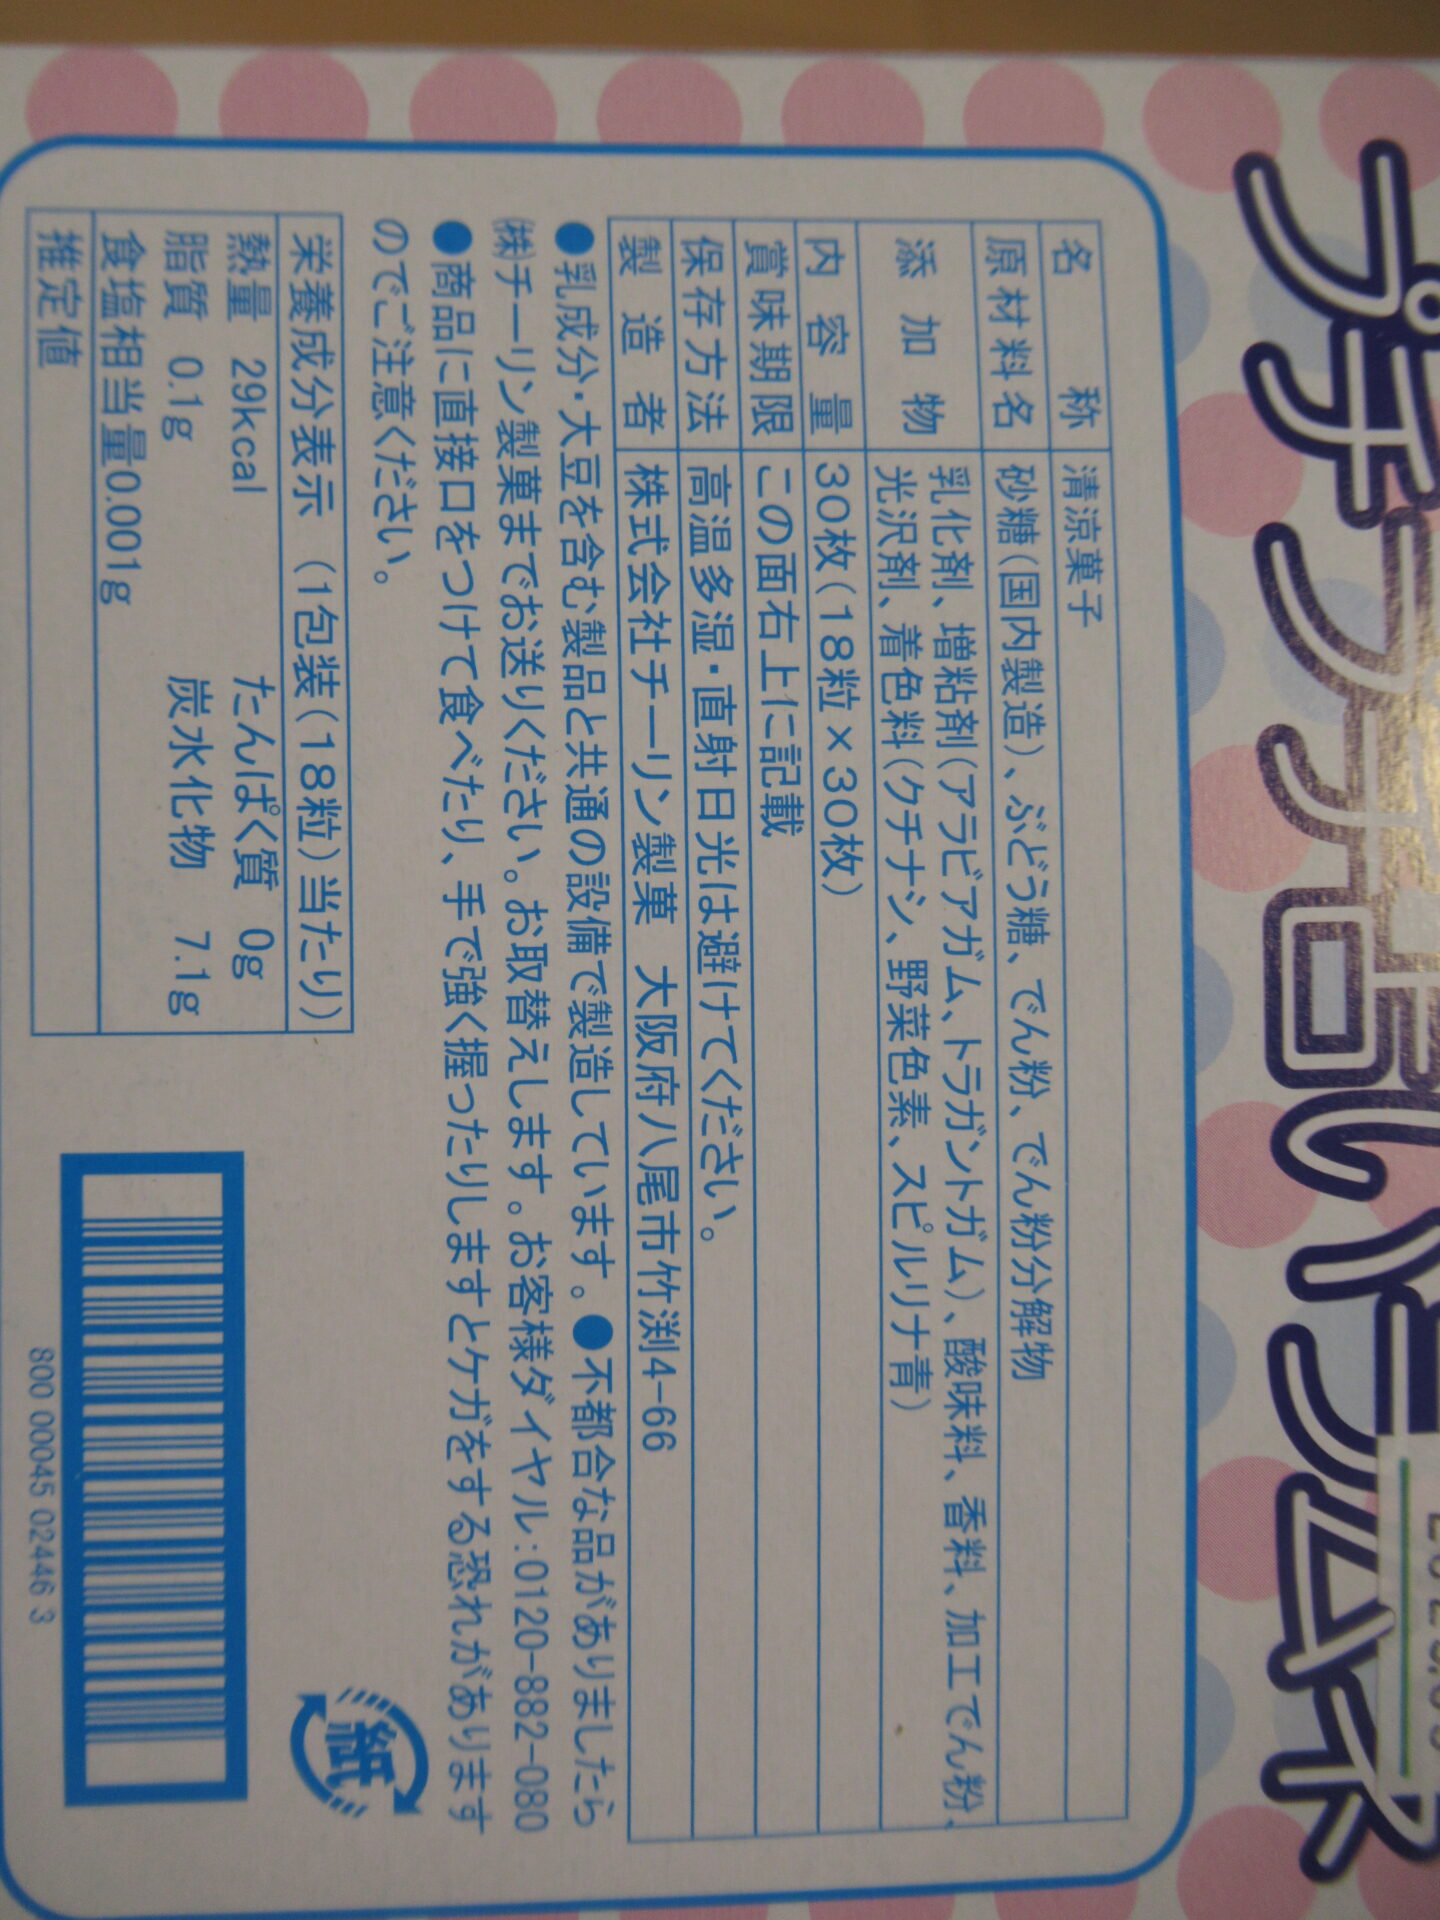 プチプチ占いラムネ
名称 清涼菓子
原材料名 砂糖(国内製造)、ぶどう糖、でん粉、でん粉分解物
添加物 乳化剤、増粘剤(アラビアガム、トラガントガム)、酸味料、香料、加工でん粉、
光沢剤、着色料(クチナシ、野菜色素、スピルリナ青)
内容量 30枚(18粒×30枚)
賞味期限 この面右上に記載
保存方法 高温多湿・直射日光は避けてください。
製造者 株式会社チーリン製菓 大阪府八尾市竹渕4-66
●乳成分・大豆を含む製品と共通の設備で製造しています。●不都合な品がありましたら
㈱チーリン製菓までお送りください。お取替えします。お客様ダイヤル:0120-882-080
●商品に直接口をつけて食べたり、手で強く握ったりしますとケガをする恐れがあります
のでご注意ください。
栄養成分表示 (1包装(18粒)当たり)
熱量 29kcal たんぱく質 0g
脂質 0.1g 炭水化物 7.1g
食塩相当量0.001g
推定値
紙
800 00045 02446 3